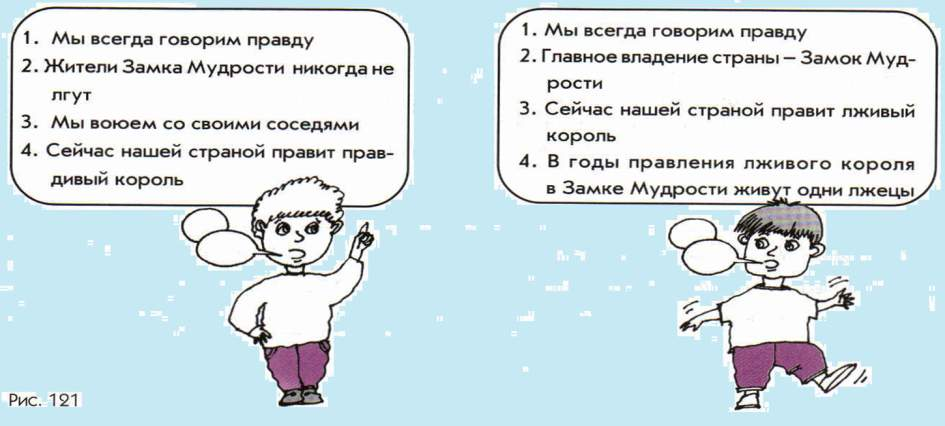 1. Мы всегда говорим правду
2. Жители Замка Мудрости никогда не
лгут
3. Мы воюем со своими соседями
4. Сейчас нашей страной правит прав-
дивый король
1. Мы всегда говорим правду
2. Главное владение страны – Замок Муд-
рости
3. Сейчас нашей страной правит лживый
король
4. В годы правления лживого короля
в Замке Мудрости живут одни лжецы
Рис. 121